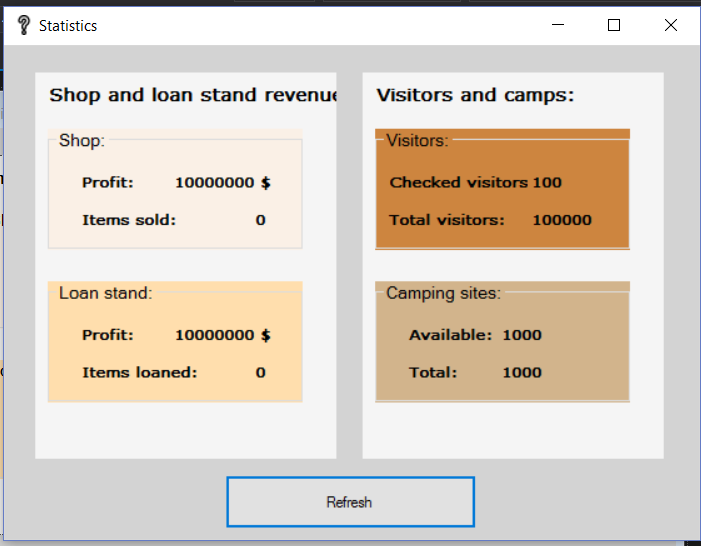 Statistics
Shop and loan stand revenue
Shop:
Profit: 10000000 $
Items sold: 0
Loan stand:
Profit: 10000000 $
Items loaned: 0
Visitors and camps:
Visitors:
Checked visitors 100
Total visitors: 100000
Camping sites:
Available: 1000
Total: 1000
Refresh